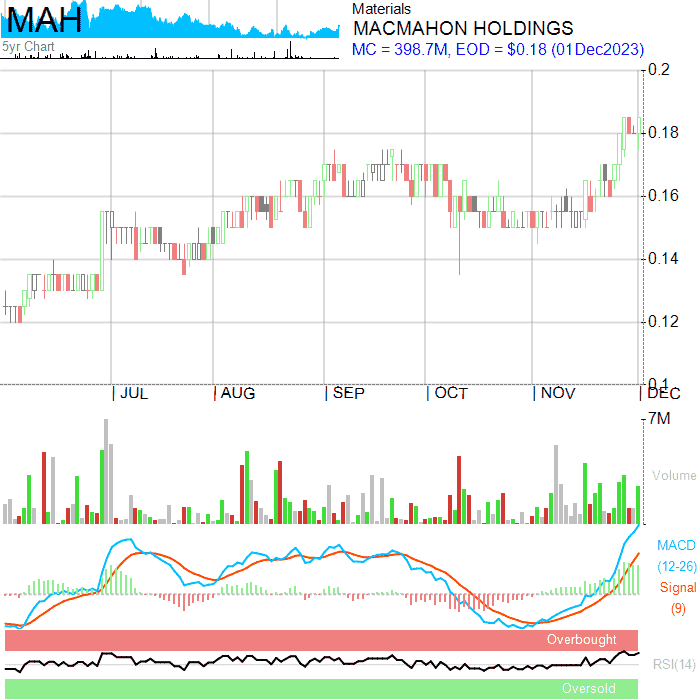 MAH
5yr Chart
Materials
MACMAHON HOLDINGS
MC = 398.7M, EOD = $0.18 (01Dec2023)
0.2
0.18
0.16
0.14
0.12
0.1
| JUL | AUG | SEP | OCT | NOV | DEC
7M
Volume
MACD
(12-26)
Signal
(9)
Overbought
RSI(14)
Oversold